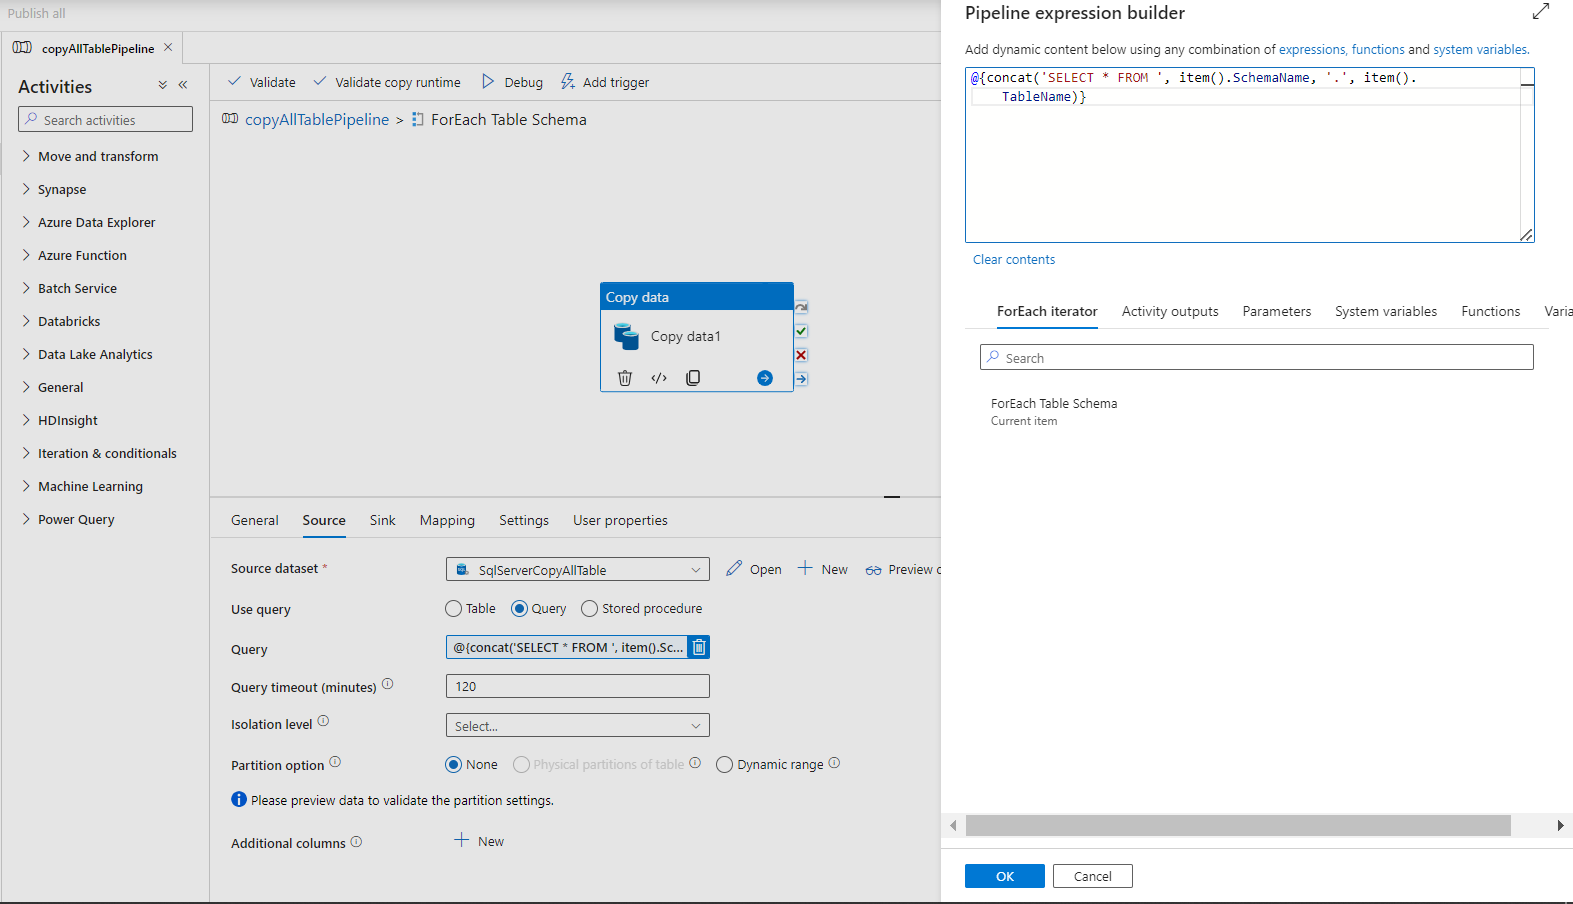 Publish all
copyAllTablePipeline
Activities
Search activities
Move and transform
Synapse
Azure Data Explorer
Azure Function
Batch Service
Databricks
Data Lake Analytics
General
HDInsight
Iteration & conditionals
Machine Learning
Power Query
Validate Validate copy runtime Debug Add trigger
copyAllTablePipeline > ForEach Table Schema
Copy data
Copy data1
General Source Sink Mapping Settings User properties
Source dataset * SqlServerCopyAllTable Open New Preview
Use query Table Query Stored procedure
Query @{concat('SELECT * FROM ', item().Sc...
Query timeout (minutes) 120
Isolation level Select...
Partition option None Physical partitions of table Dynamic range
Please preview data to validate the partition settings.
Additional columns New
Pipeline expression builder
Add dynamic content below using any combination of expressions, functions and system variables.
@{concat('SELECT * FROM ', item().SchemaName, '.', item().
TableName)}
Clear contents
ForEach iterator Activity outputs Parameters System variables Functions Varia
Search
ForEach Table Schema
Current item
OK Cancel